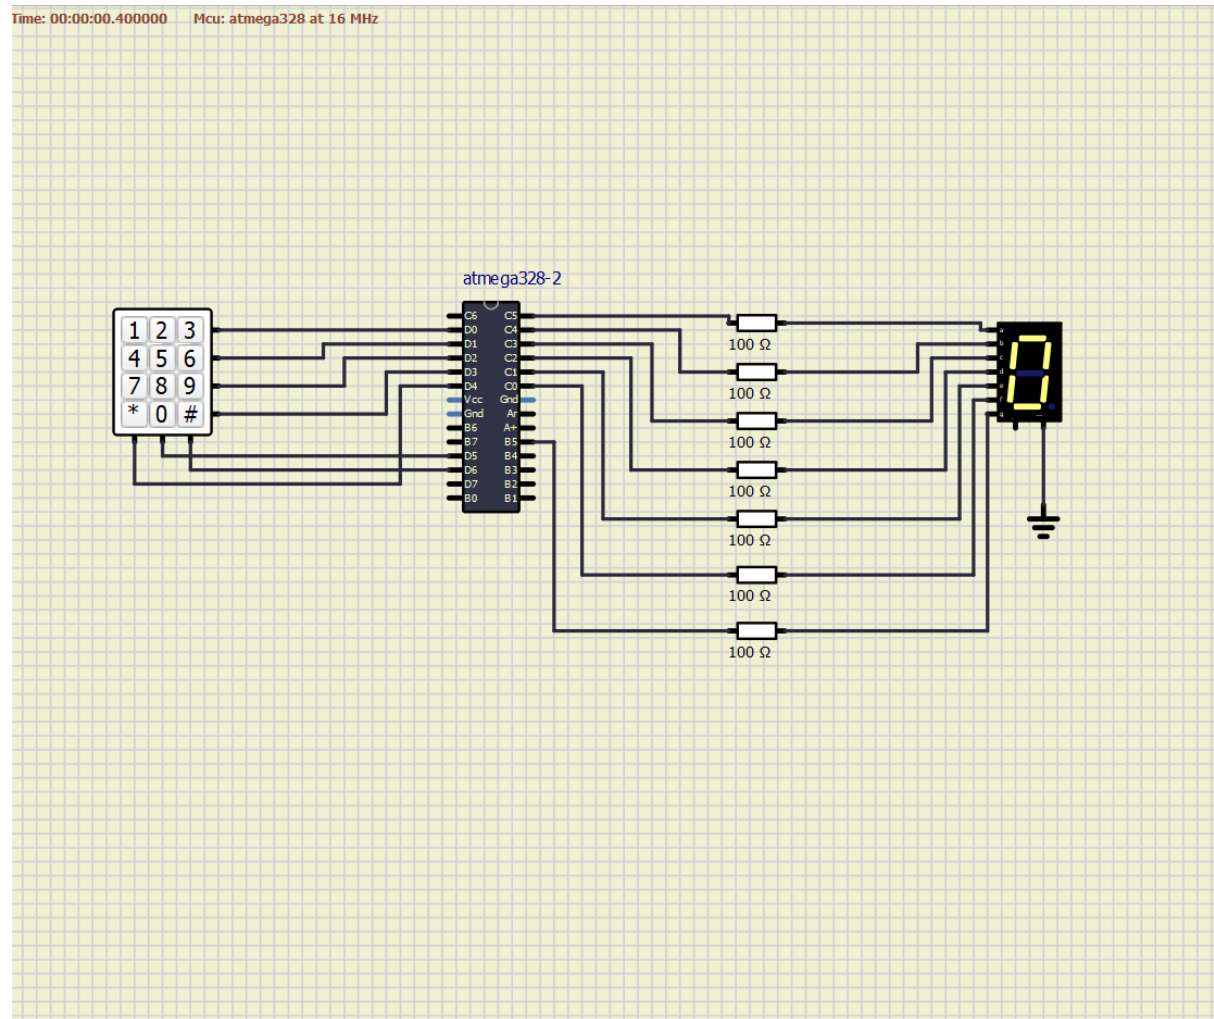 Time: 00:00:00.400000 Mcu: atmega328 at 16 MHz
atmega328-2
1 2 3
4 5 6
7 8 9
* 0 #
C6 C5
D0 C4
D1 C3
D2 C2
D3 C1
D4 C0
Vcc Gnd
Gnd Ar
B6 A+
B7 B5
D5 B4
D6 B3
D7 B2
B0 B1
100 Ω
100 Ω
100 Ω
100 Ω
100 Ω
100 Ω
100 Ω
a
b
c
d
e
f
g
0